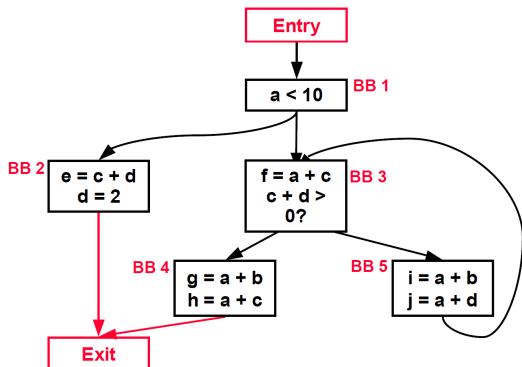 Entry
BB 1
a < 10
BB 2
e = c + d
d = 2
f = a + c
c + d >
0?
BB 3
BB 4
g = a + b
h = a + c
BB 5
i = a + b
j = a + d
Exit